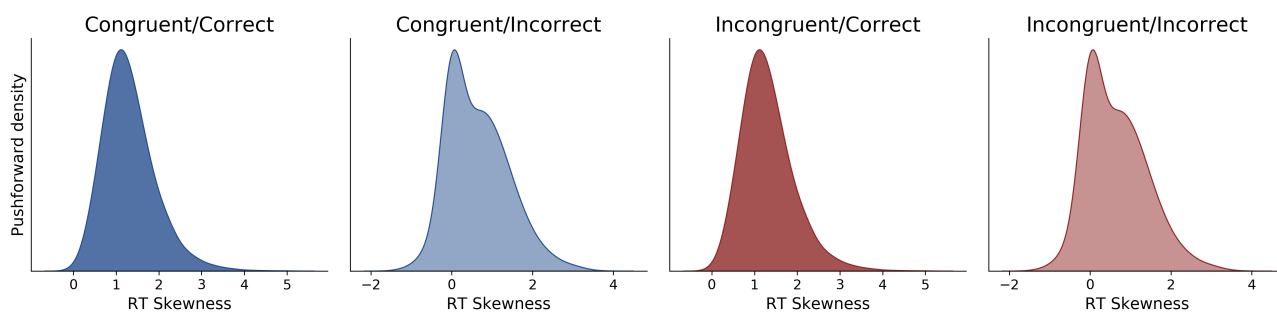 Congruent/Correct
Congruent/Incorrect
Incongruent/Correct
Incongruent/Incorrect
Pushforward density
0 1 2 3 4 5
−2 0 2 4
0 1 2 3 4 5
−2 0 2 4
RT Skewness
RT Skewness
RT Skewness
RT Skewness